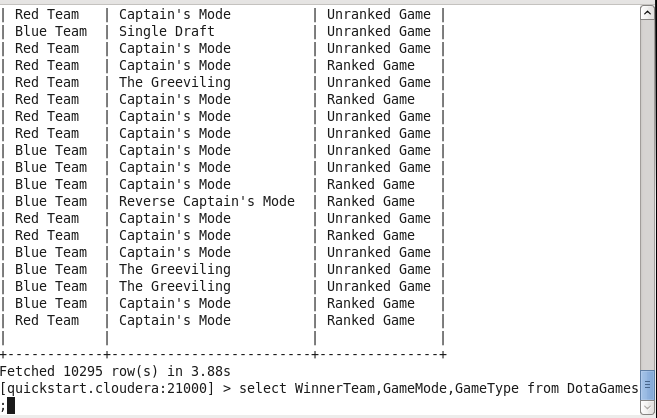 | Red Team | Captain's Mode | Unranked Game |
| Blue Team | Single Draft | Unranked Game |
| Red Team | Captain's Mode | Unranked Game |
| Red Team | Captain's Mode | Ranked Game |
| Red Team | The Greeviling | Unranked Game |
| Red Team | Captain's Mode | Ranked Game |
| Red Team | Captain's Mode | Unranked Game |
| Red Team | Captain's Mode | Unranked Game |
| Blue Team | Captain's Mode | Unranked Game |
| Blue Team | Captain's Mode | Unranked Game |
| Blue Team | Captain's Mode | Ranked Game |
| Blue Team | Reverse Captain's Mode | Ranked Game |
| Red Team | Captain's Mode | Unranked Game |
| Red Team | Captain's Mode | Ranked Game |
| Blue Team | Captain's Mode | Unranked Game |
| Blue Team | The Greeviling | Unranked Game |
| Blue Team | The Greeviling | Unranked Game |
| Blue Team | Captain's Mode | Ranked Game |
| Red Team | Captain's Mode | Ranked Game |
| | | |
+------------+--------------------------+---------------+
Fetched 10295 row(s) in 3.88s
[quickstart.cloudera:21000] > select WinnerTeam,GameMode,GameType from DotaGames
;